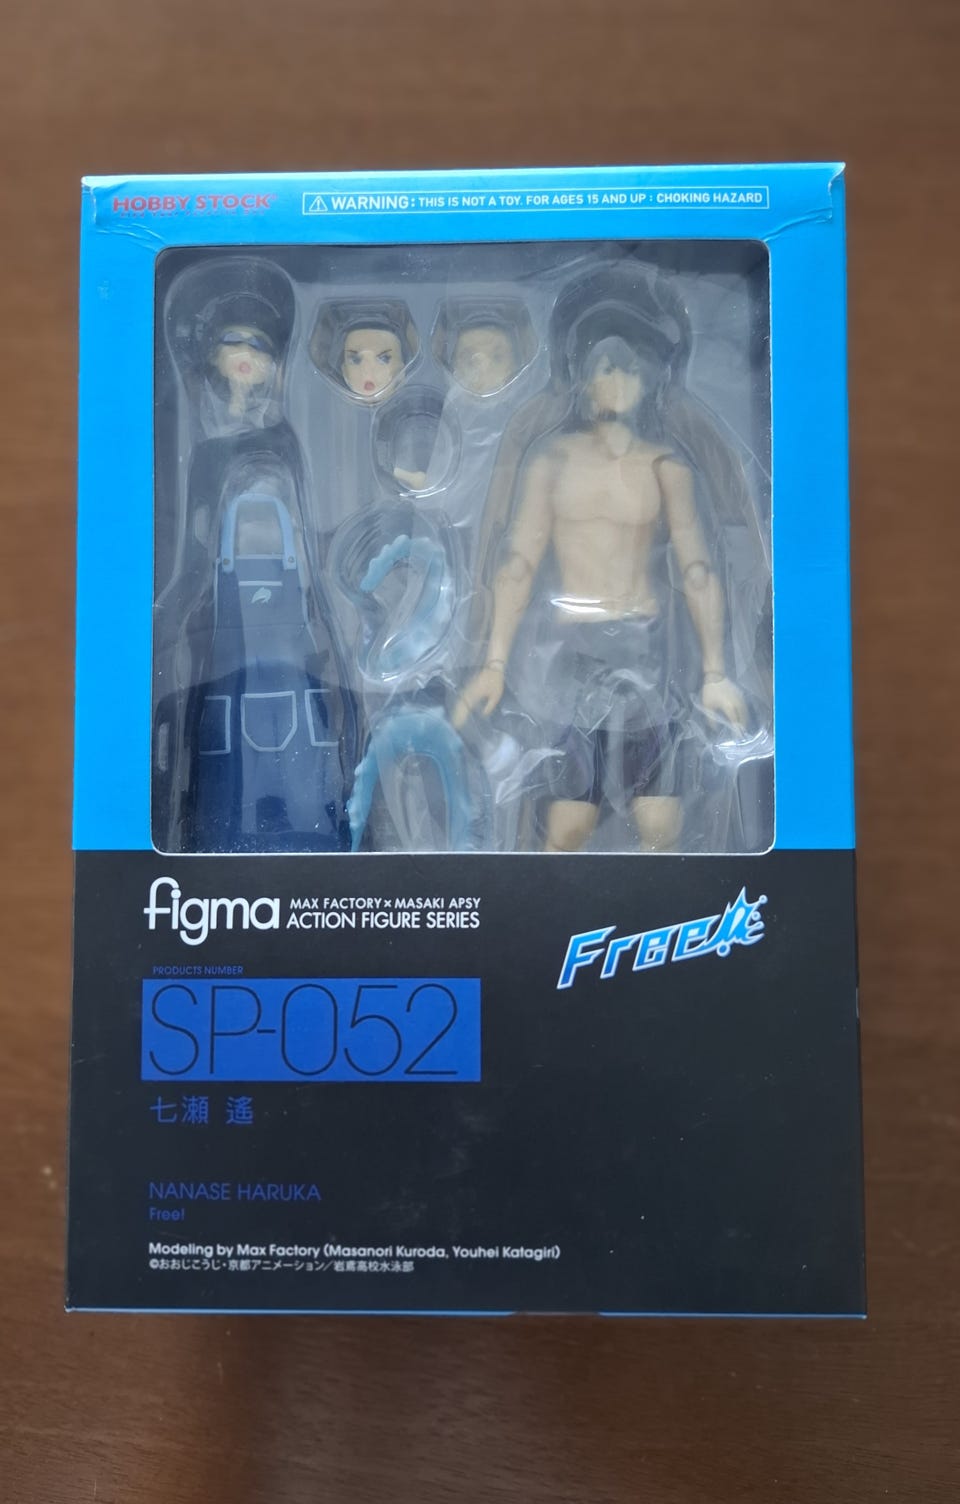 HOBBY STOCK
WARNING: THIS IS NOT A TOY. FOR AGES 15 AND UP : CHOKING HAZARD
figma
MAX FACTORY × MASAKI APSY
ACTION FIGURE SERIES
Free!
PRODUCTS NUMBER
SP-052
七瀬 遙
NANASE HARUKA
Free!
Modeling by Max Factory (Masanori Kuroda, Youhei Katagiri)
©おおじこうじ・京都アニメーション／岩鳶高校水泳部